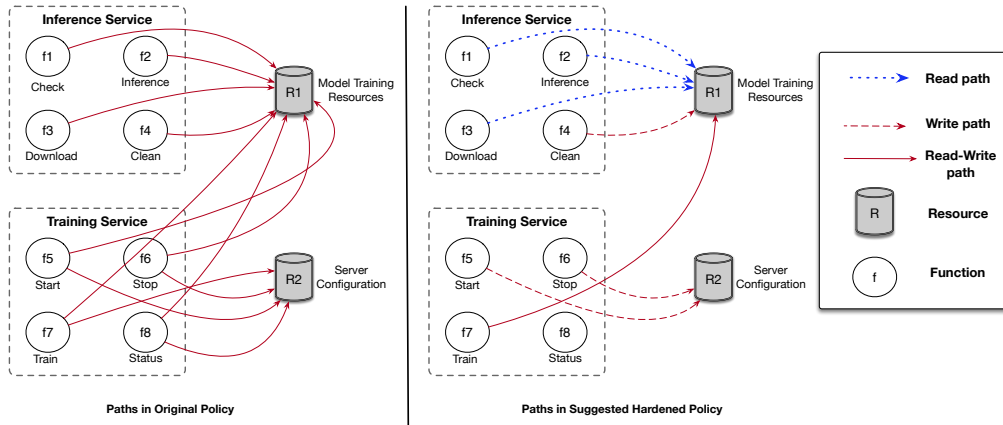 Inference Service
f1
Check
f2
Inference
f3
Download
f4
Clean
R1
Model Training
Resources
Training Service
f5
Start
f6
Stop
f7
Train
f8
Status
R2
Server
Configuration
Paths in Original Policy
Inference Service
f1
Check
f2
Inference
f3
Download
f4
Clean
R1
Model Training
Resources
Training Service
f5
Start
f6
Stop
f7
Train
f8
Status
R2
Server
Configuration
Paths in Suggested Hardened Policy
Read path
Write path
Read-Write
path
R
Resource
f
Function